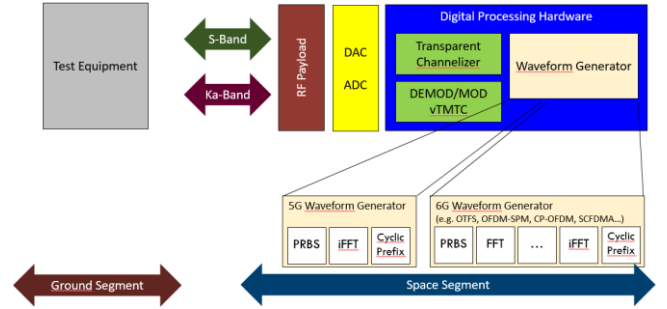 Digital Processing Hardware
Test Equipment
S-Band
Ka-Band
RF Payload
DAC
ADC
Transparent
Channelizer
DEMOD/MOD
vTMTC
Waveform
Generator
5G Waveform Generator
PRBS
iFFT
Cyclic
Prefix
6G Waveform Generator
(e.g. OTFS, OFDM-SPM, CP-OFDM, SCFDMA...)
PRBS
FFT
...
iFFT
Cyclic
Prefix
Ground Segment
Space Segment